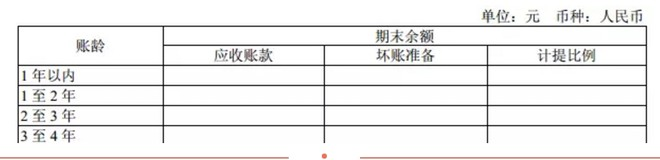 单位：元 币种：人民币
账龄 期末余额
应收账款 坏账准备 计提比例
1 年以内
1 至 2 年
2 至 3 年
3 至 4 年